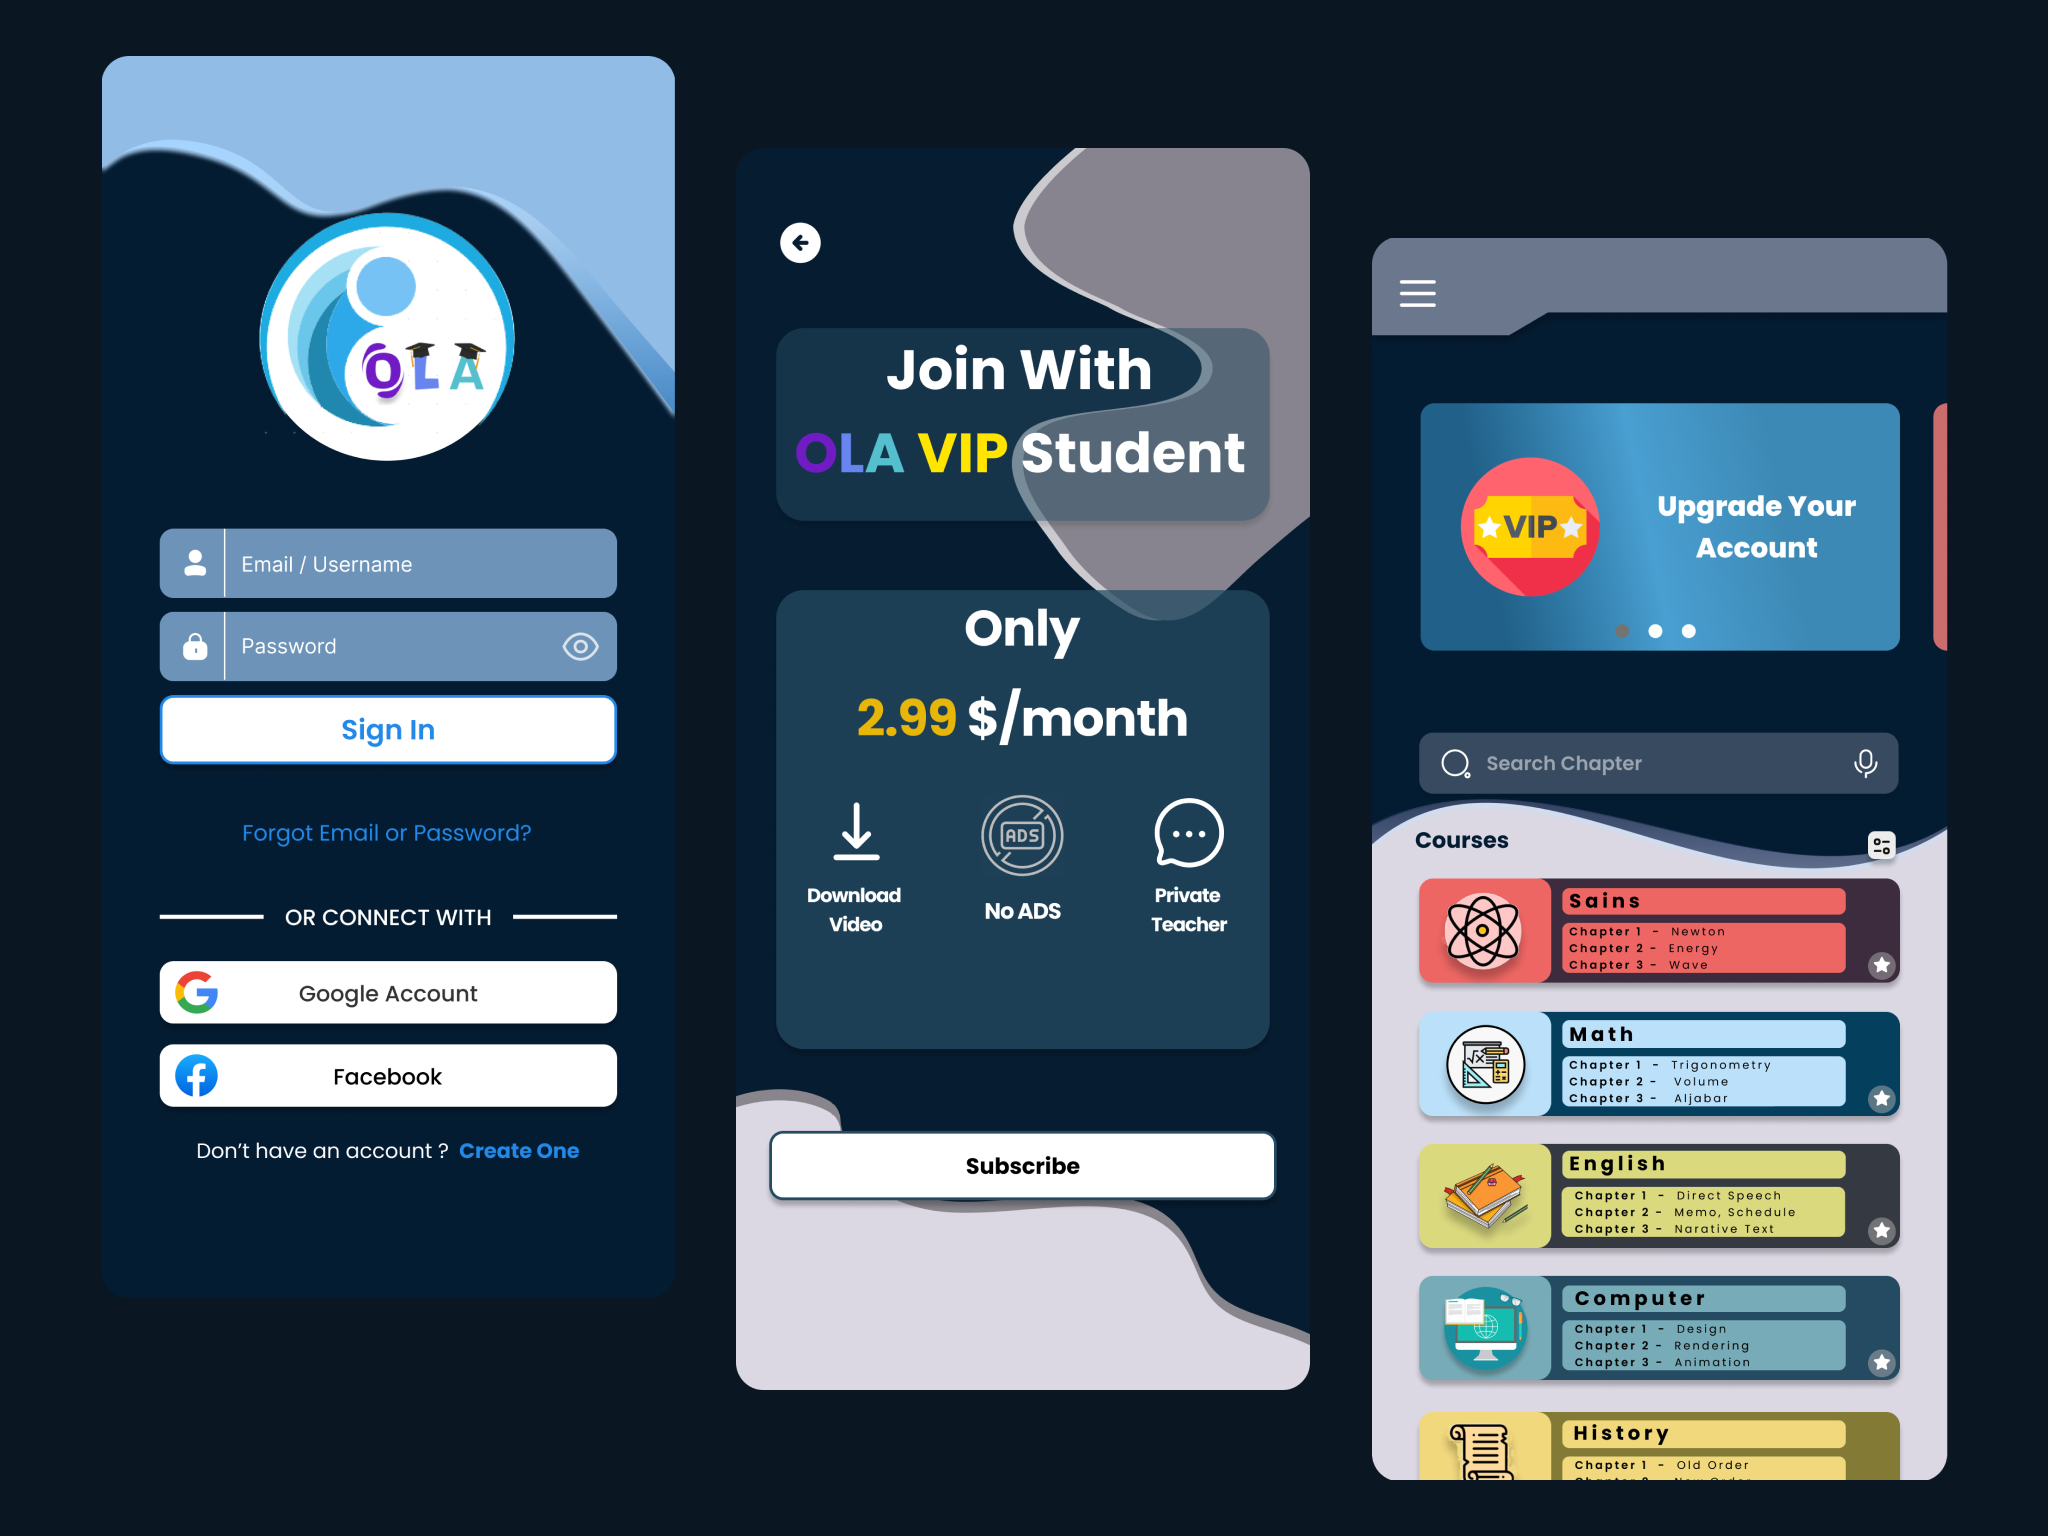 OLA
Email / Username
Password
Sign In
Forgot Email or Password?
OR CONNECT WITH
Google Account
Facebook
Don't have an account ? Create One
Join With
OLA VIP Student
Only
2.99 $/month
ADS
Download
Video
No ADS
Private
Teacher
Subscribe
VIP
Upgrade Your
Account
Search Chapter
Courses
Sains
Chapter 1 - Newton
Chapter 2 - Energy
Chapter 3 - Wave
Math
Chapter 1 - Trigonometry
Chapter 2 - Volume
Chapter 3 - Aljabar
English
Chapter 1 - Direct Speech
Chapter 2 - Memo, Schedule
Chapter 3 - Narative Text
Computer
Chapter 1 - Design
Chapter 2 - Rendering
Chapter 3 - Animation
History
Chapter 1 - Old Order
Chapter 2 - New Order